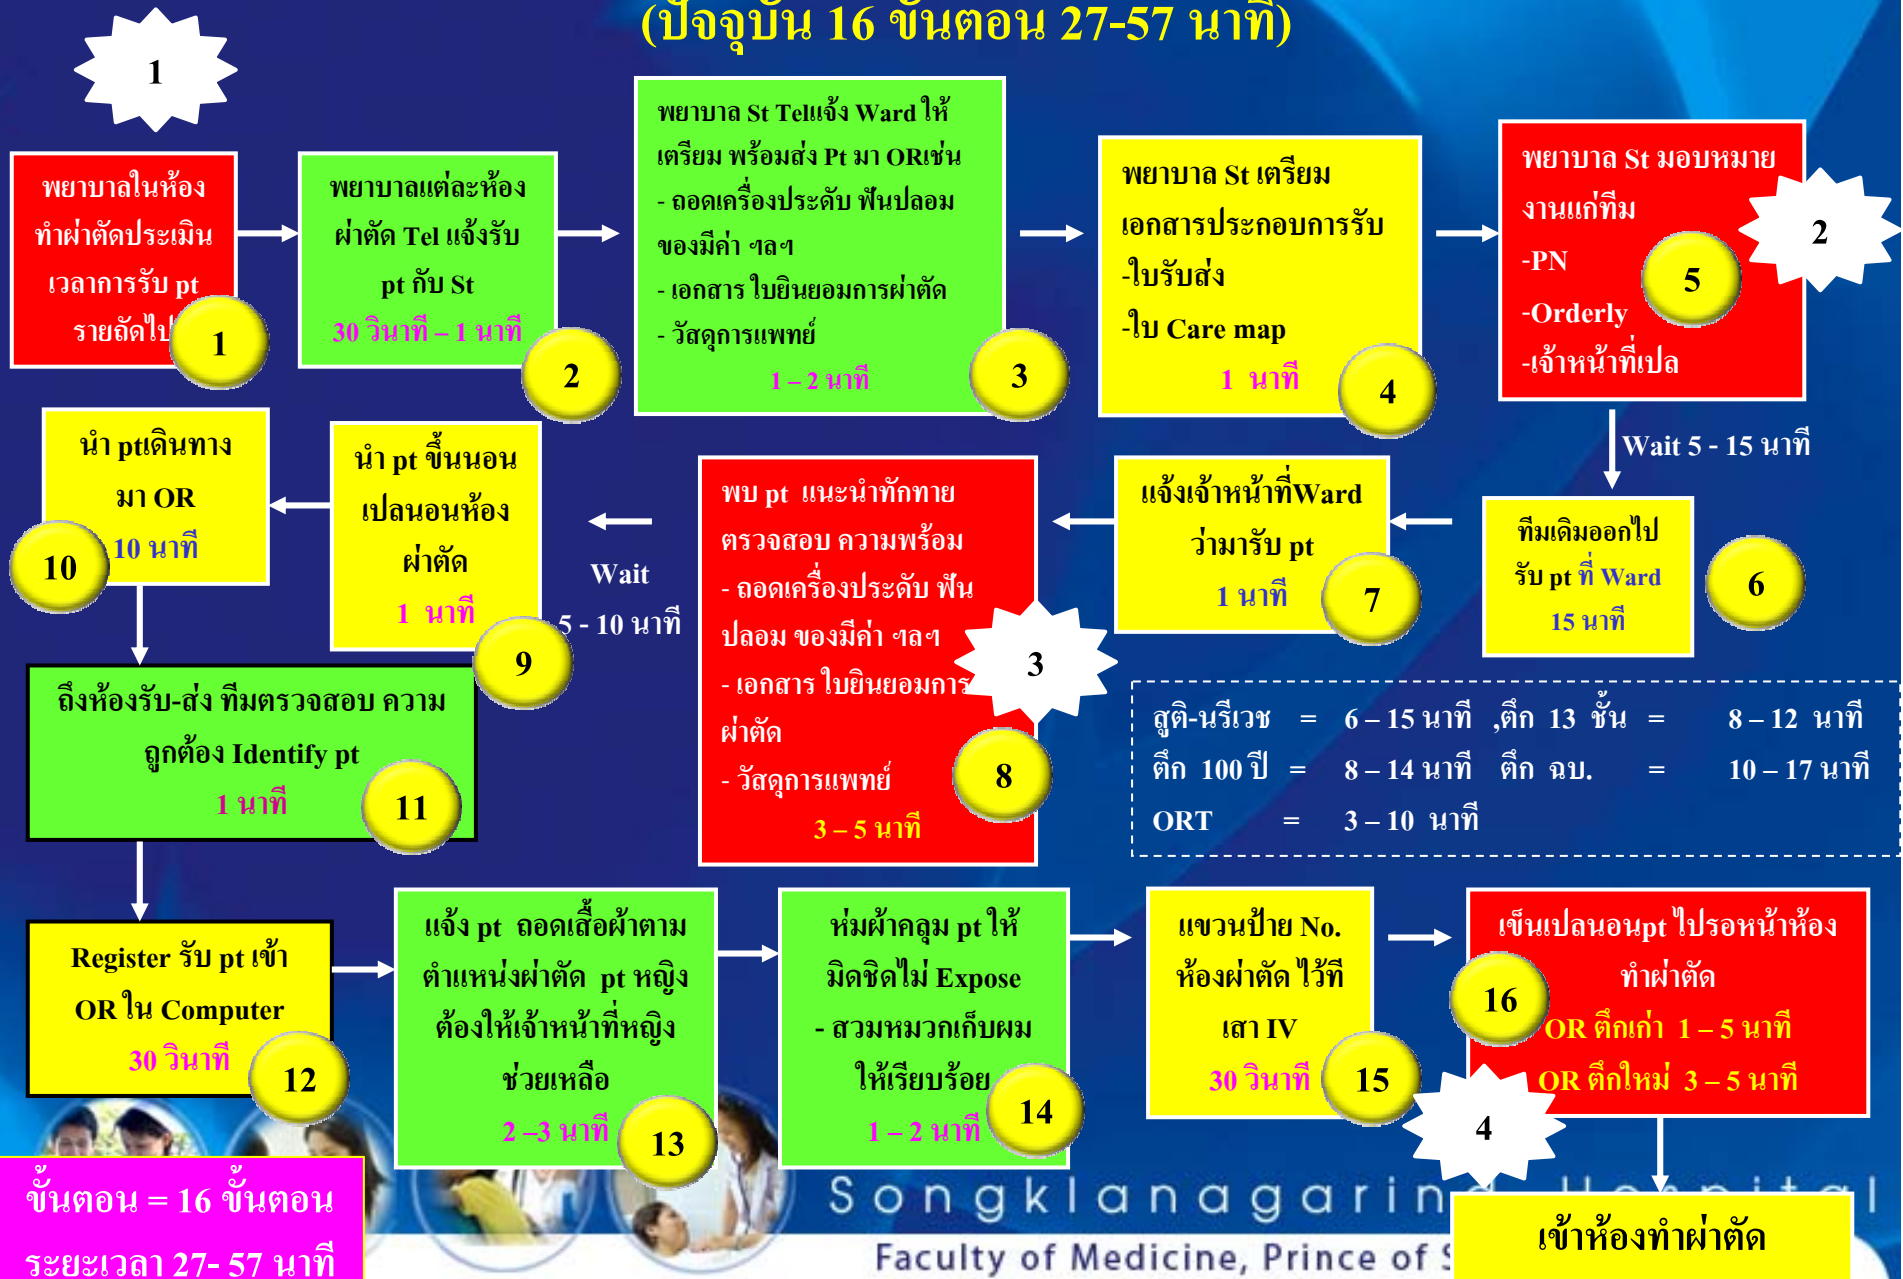 (ปัจจุบัน 16 ขั้นตอน 27-57 นาที)
1
พยาบาลในห้อง
ทำผ่าตัดประเมิน
เวลาการรับ pt
รายถัดไป
1
พยาบาลแต่ละห้อง
ผ่าตัด Tel แจ้งรับ
pt กับ St
30 วินาที – 1 นาที
2
พยาบาล St Telแจ้ง Ward ให้
เตรียม พร้อมส่ง Pt มา ORเช่น
- ถอดเครื่องประดับ ฟันปลอม
ของมีค่า ฯลฯ
- เอกสาร ใบยินยอมการผ่าตัด
- วัสดุการแพทย์
1 – 2 นาที
3
พยาบาล St เตรียม
เอกสารประกอบการรับ
-ใบรับส่ง
-ใบ Care map
1 นาที
4
พยาบาล St มอบหมาย
งานแก่ทีม
-PN
-Orderly
-เจ้าหน้าที่เปล
5
2
Wait 5 - 15 นาที
ทีมเดิมออกไป
รับ pt ที่ Ward
15 นาที
6
แจ้งเจ้าหน้าที่Ward
ว่ามารับ pt
1 นาที
7
พบ pt แนะนำทักทาย
ตรวจสอบ ความพร้อม
- ถอดเครื่องประดับ ฟัน
ปลอม ของมีค่า ฯลฯ
- เอกสาร ใบยินยอมการ
ผ่าตัด
- วัสดุการแพทย์
3 – 5 นาที
3
8
Wait
5 - 10 นาที
นำ pt ขึ้นนอน
เปลนอนห้อง
ผ่าตัด
1 นาที
9
นำ ptเดินทาง
มา OR
10 นาที
10
สูติ-นรีเวช = 6 – 15 นาที ,ตึก 13 ชั้น = 8 – 12 นาที
ตึก 100 ปี = 8 – 14 นาที ตึก ฉบ. = 10 – 17 นาที
ORT = 3 – 10 นาที
ถึงห้องรับ-ส่ง ทีมตรวจสอบ ความ
ถูกต้อง Identify pt
1 นาที
11
Register รับ pt เข้า
OR ใน Computer
30 วินาที
12
แจ้ง pt ถอดเสื้อผ้าตาม
ตำแหน่งผ่าตัด pt หญิง
ต้องให้เจ้าหน้าที่หญิง
ช่วยเหลือ
2 –3 นาที
13
ห่มผ้าคลุม pt ให้
มิดชิดไม่ Expose
- สวมหมวกเก็บผม
ให้เรียบร้อย
1 – 2 นาที
14
แขวนป้าย No.
ห้องผ่าตัด ไว้ที
เสา IV
30 วินาที
15
เข็นเปลนอนpt ไปรอหน้าห้อง
ทำผ่าตัด
OR ตึกเก่า 1 – 5 นาที
OR ตึกใหม่ 3 – 5 นาที
16
4
เข้าห้องทำผ่าตัด
ขั้นตอน = 16 ขั้นตอน
ระยะเวลา 27- 57 นาที
Songklanagarind Hospital
Faculty of Medicine, Prince of S